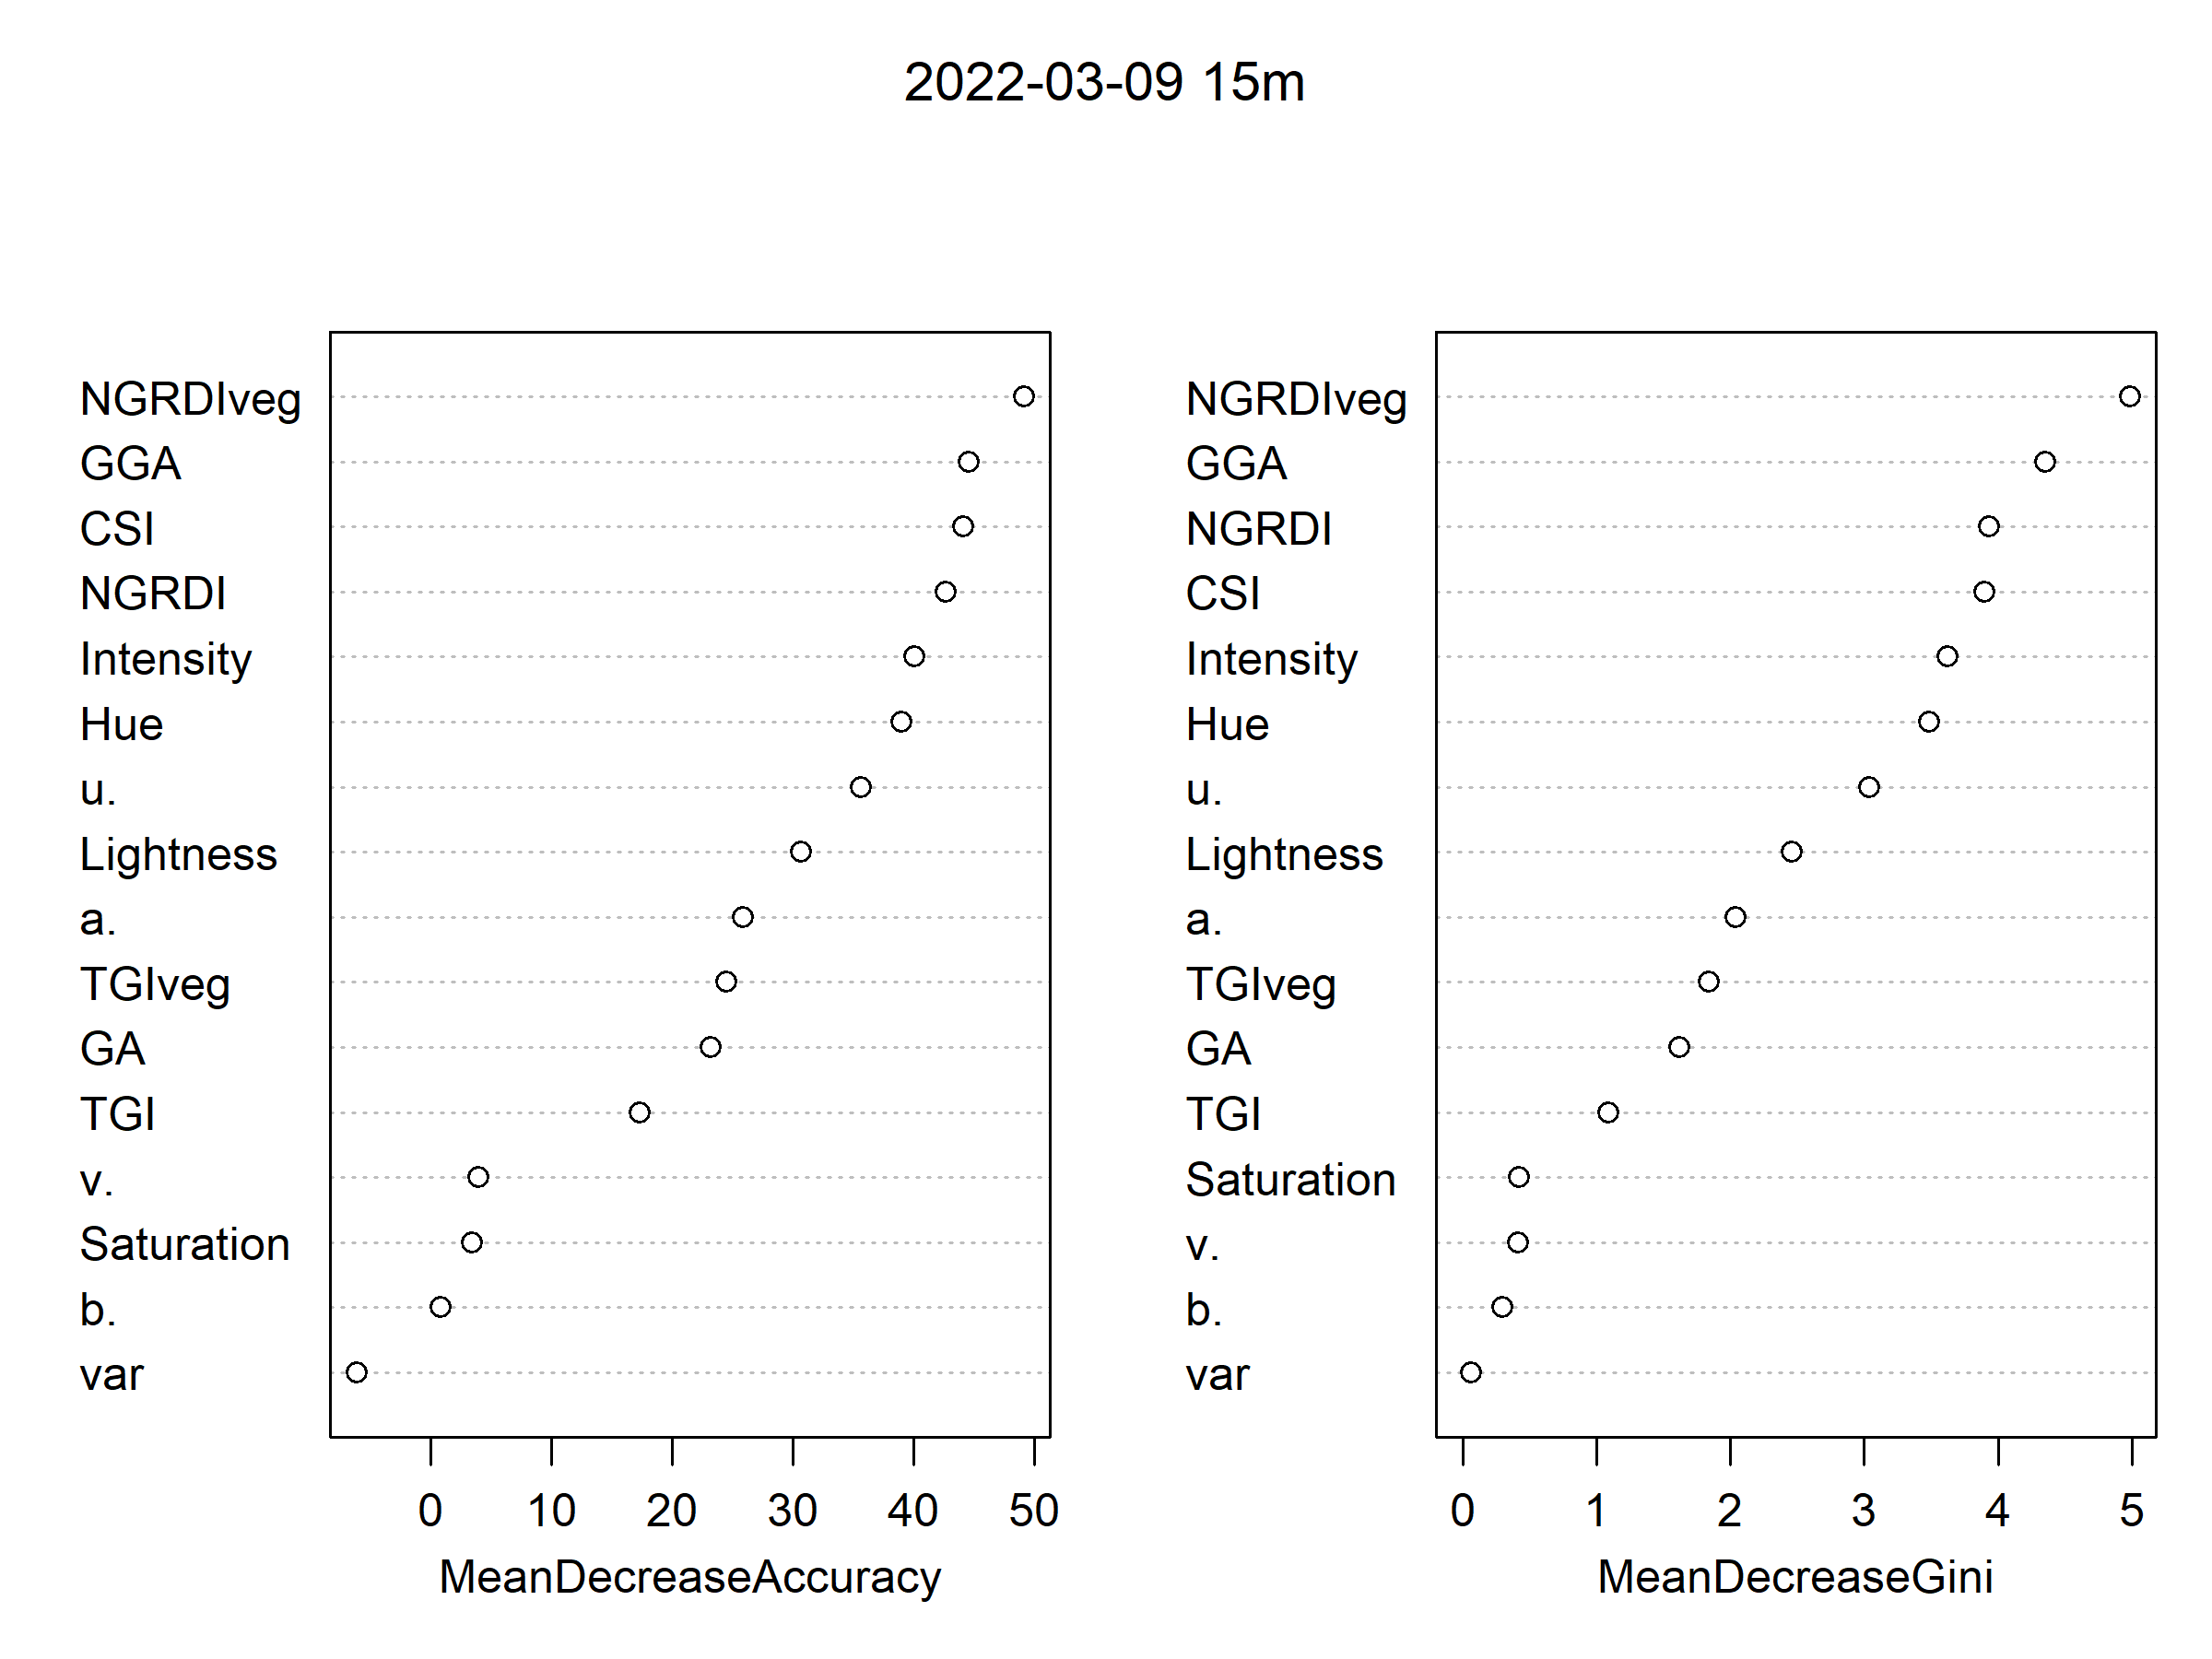 2022-03-09 15m
NGRDIveg
GGA
CSI
NGRDI
Intensity
Hue
u.
Lightness
a.
TGIveg
GA
TGI
v.
Saturation
b.
var
0 10 20 30 40 50
MeanDecreaseAccuracy
NGRDIveg
GGA
NGRDI
CSI
Intensity
Hue
u.
Lightness
a.
TGIveg
GA
TGI
Saturation
v.
b.
var
0 1 2 3 4 5
MeanDecreaseGini